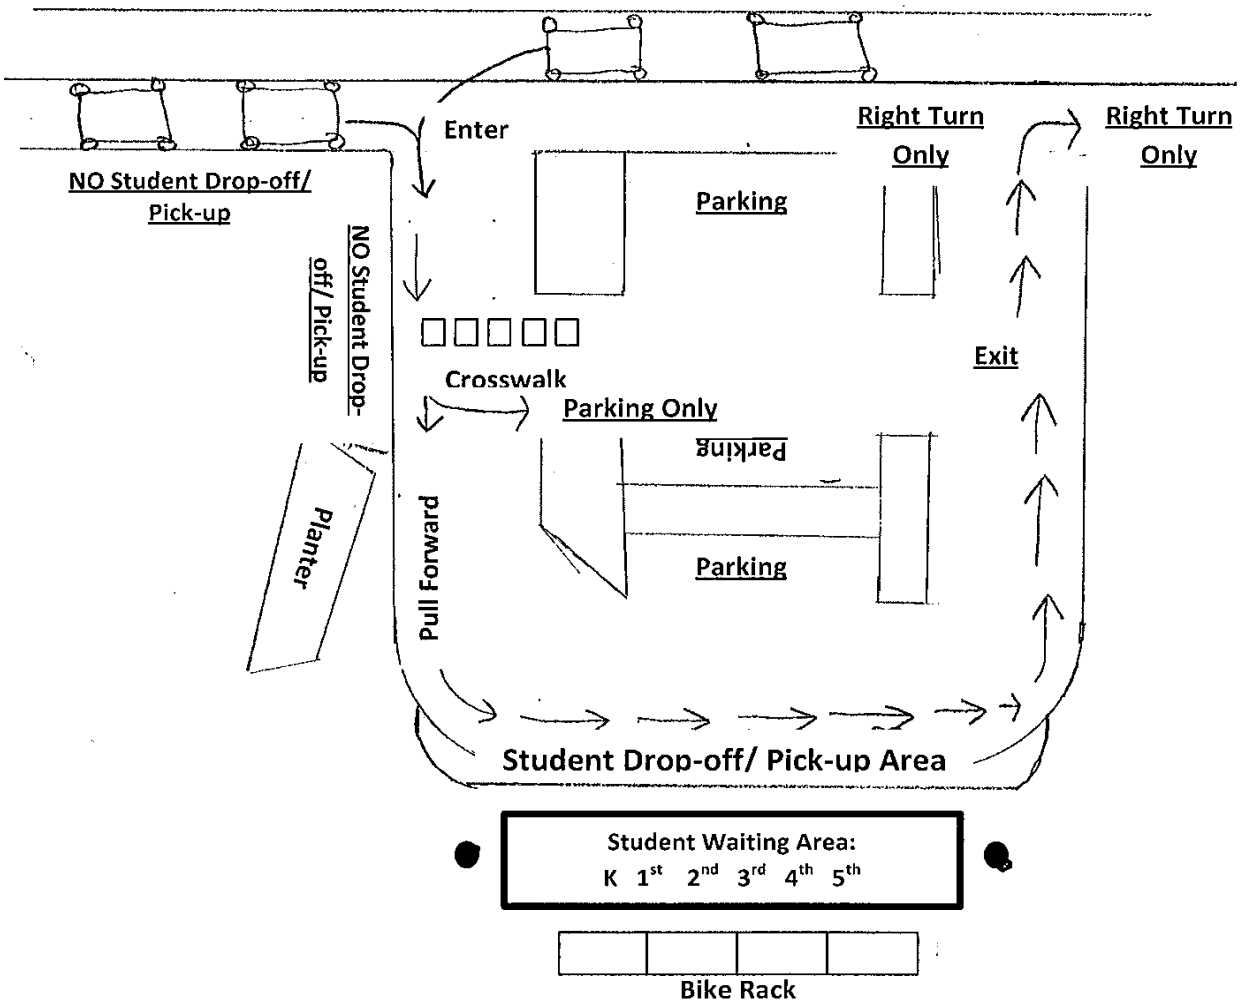 Enter
Right Turn
Only
Right Turn
Only
NO Student Drop-off/
Pick-up
Parking
NO Student Drop-
off/ Pick-up
Exit
Crosswalk
Parking Only
Parking
Pull Forward
Planter
Parking
Student Drop-off/ Pick-up Area
Student Waiting Area:
K 1st 2nd 3rd 4th 5th
Bike Rack